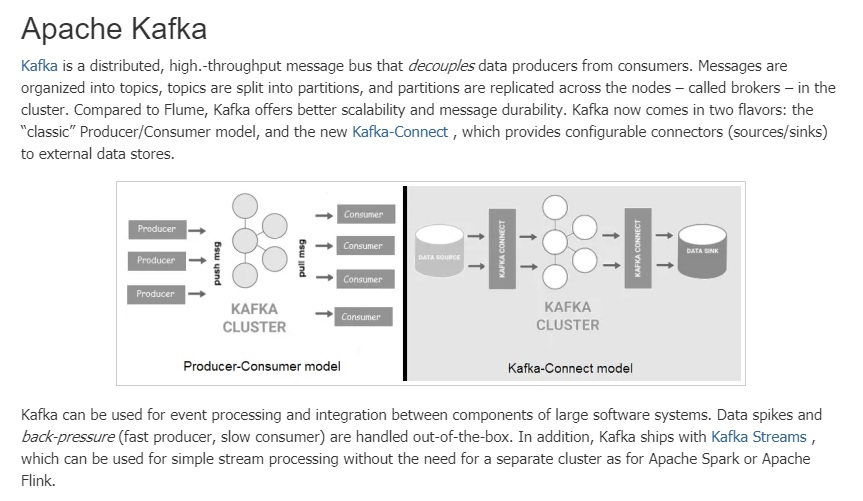 Apache Kafka
Kafka is a distributed, high.-throughput message bus that decouples data producers from consumers. Messages are
organized into topics, topics are split into partitions, and partitions are replicated across the nodes – called brokers – in the
cluster. Compared to Flume, Kafka offers better scalability and message durability. Kafka now comes in two flavors: the
"classic" Producer/Consumer model, and the new Kafka-Connect , which provides configurable connectors (sources/sinks)
to external data stores.
Producer
Producer
Producer
push msg
KAFKA
CLUSTER
pull msg
Consumer
Consumer
Consumer
Consumer
Producer-Consumer model
DATA SOURCE
KAFKA CONNECT
KAFKA
CLUSTER
KAFKA CONNECT
DATA SINK
Kafka-Connect model
Kafka can be used for event processing and integration between components of large software systems. Data spikes and
back-pressure (fast producer, slow consumer) are handled out-of-the-box. In addition, Kafka ships with Kafka Streams ,
which can be used for simple stream processing without the need for a separate cluster as for Apache Spark or Apache
Flink.